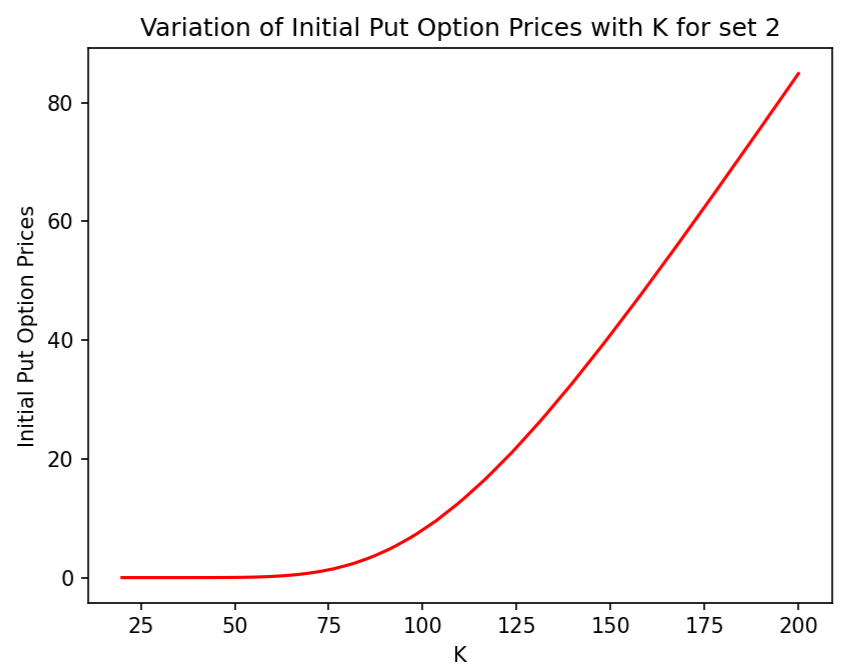 Variation of Initial Put Option Prices with K for set 2
Initial Put Option Prices
80
60
40
20
0
25 50 75 100 125 150 175 200
K